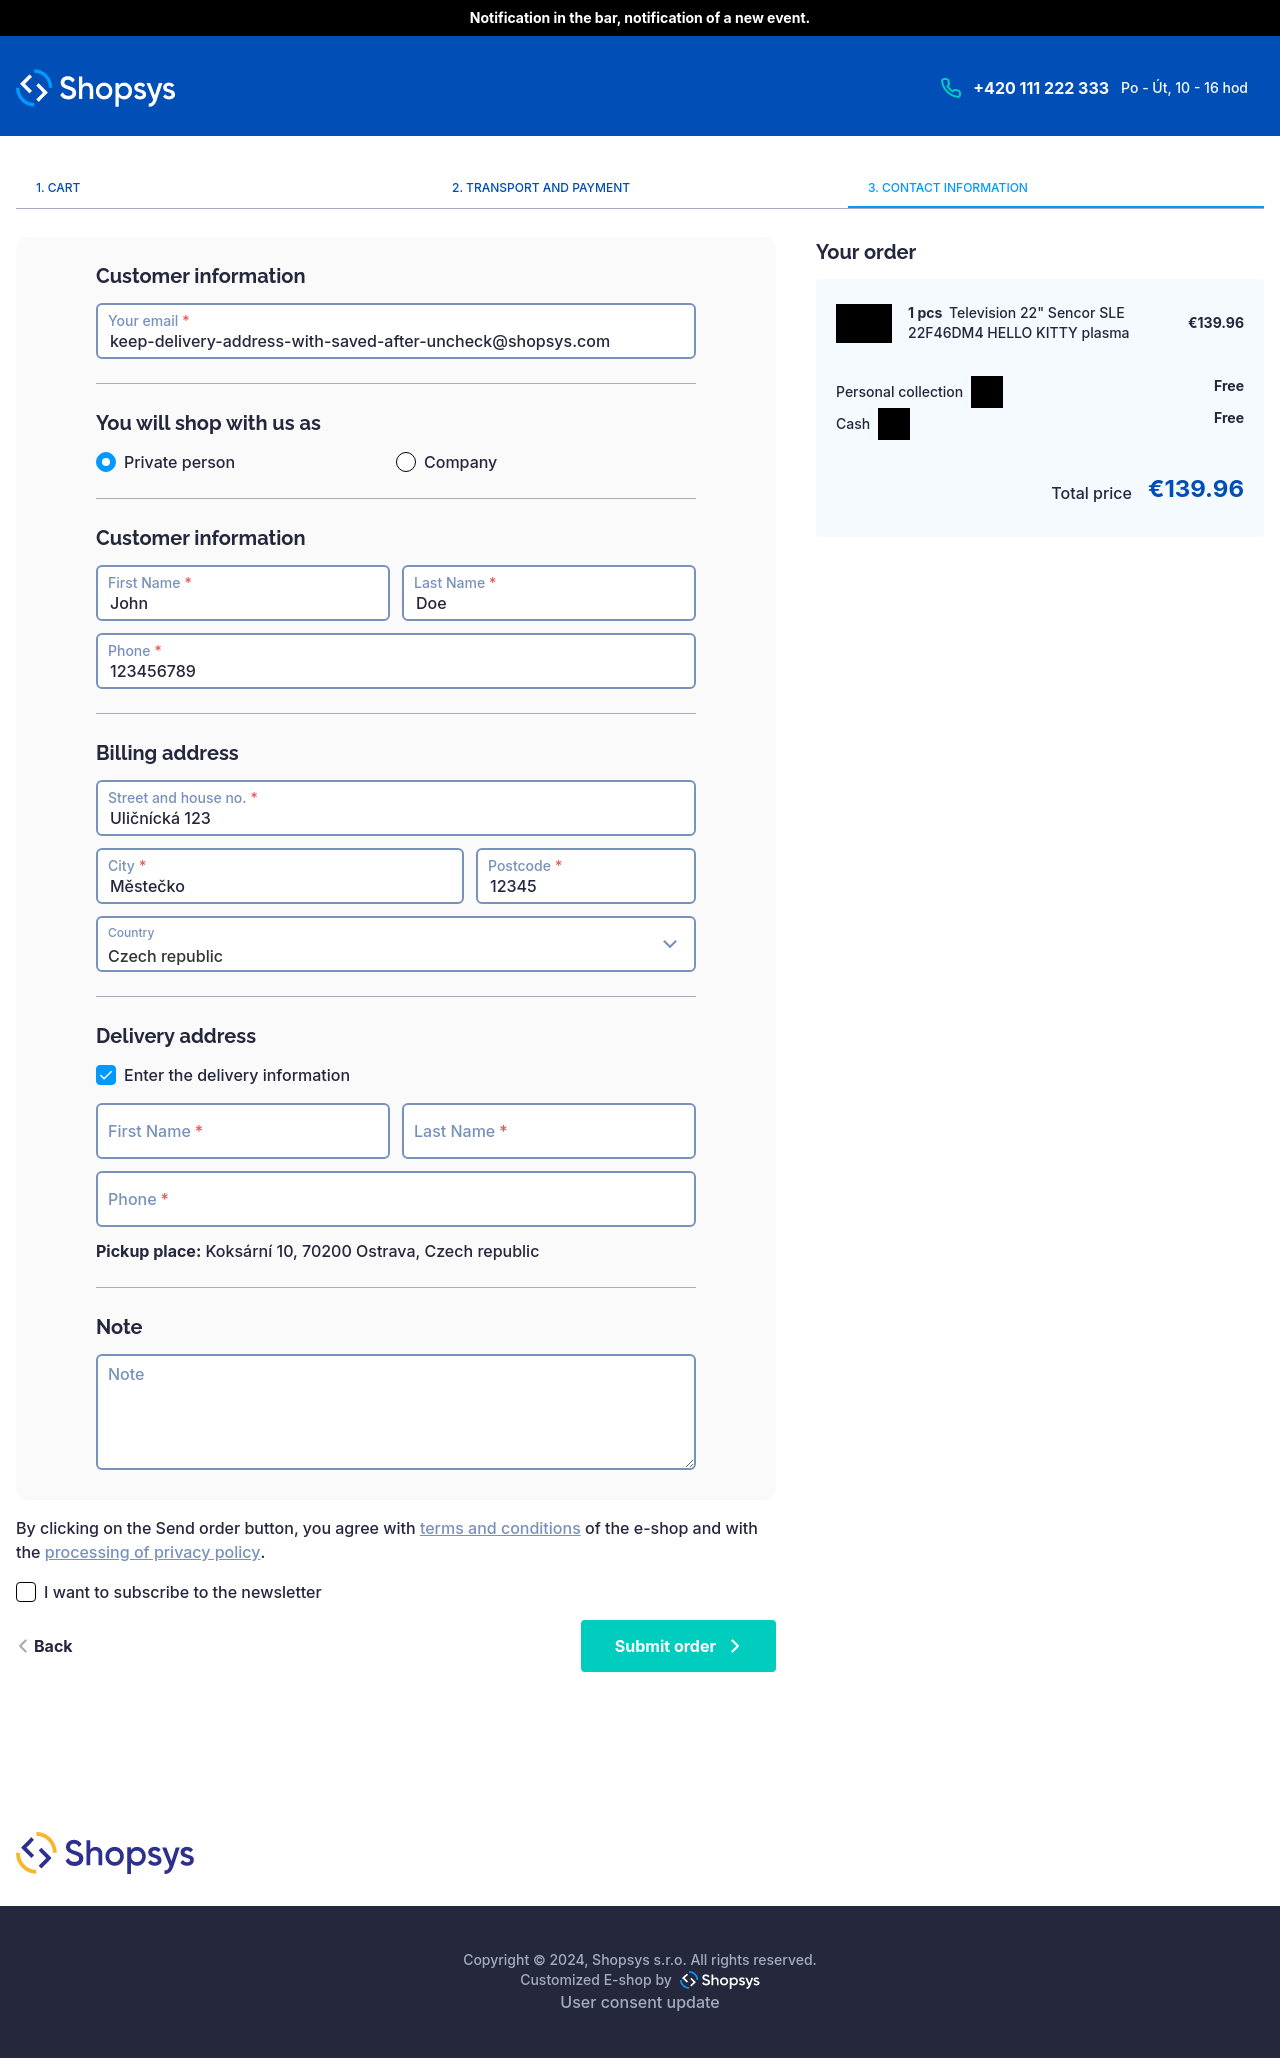 Notification in the bar, notification of a new event.
Shopsys
+420 111 222 333 Po - Út, 10 - 16 hod
1. CART
2. TRANSPORT AND PAYMENT
3. CONTACT INFORMATION
Customer information
Your email *
keep-delivery-address-with-saved-after-uncheck@shopsys.com
You will shop with us as
Private person
Company
Customer information
First Name *
John
Last Name *
Doe
Phone *
123456789
Billing address
Street and house no. *
Uličnícká 123
City *
Městečko
Postcode *
12345
Country
Czech republic
Delivery address
Enter the delivery information
First Name *
Last Name *
Phone *
Pickup place: Koksární 10, 70200 Ostrava, Czech republic
Note
Note
By clicking on the Send order button, you agree with terms and conditions of the e-shop and with
the processing of privacy policy.
I want to subscribe to the newsletter
Back
Submit order
Your order
1 pcs Television 22" Sencor SLE
22F46DM4 HELLO KITTY plasma
€139.96
Personal collection
Free
Cash
Free
Total price €139.96
Shopsys
Copyright © 2024, Shopsys s.r.o. All rights reserved.
Customized E-shop by Shopsys
User consent update